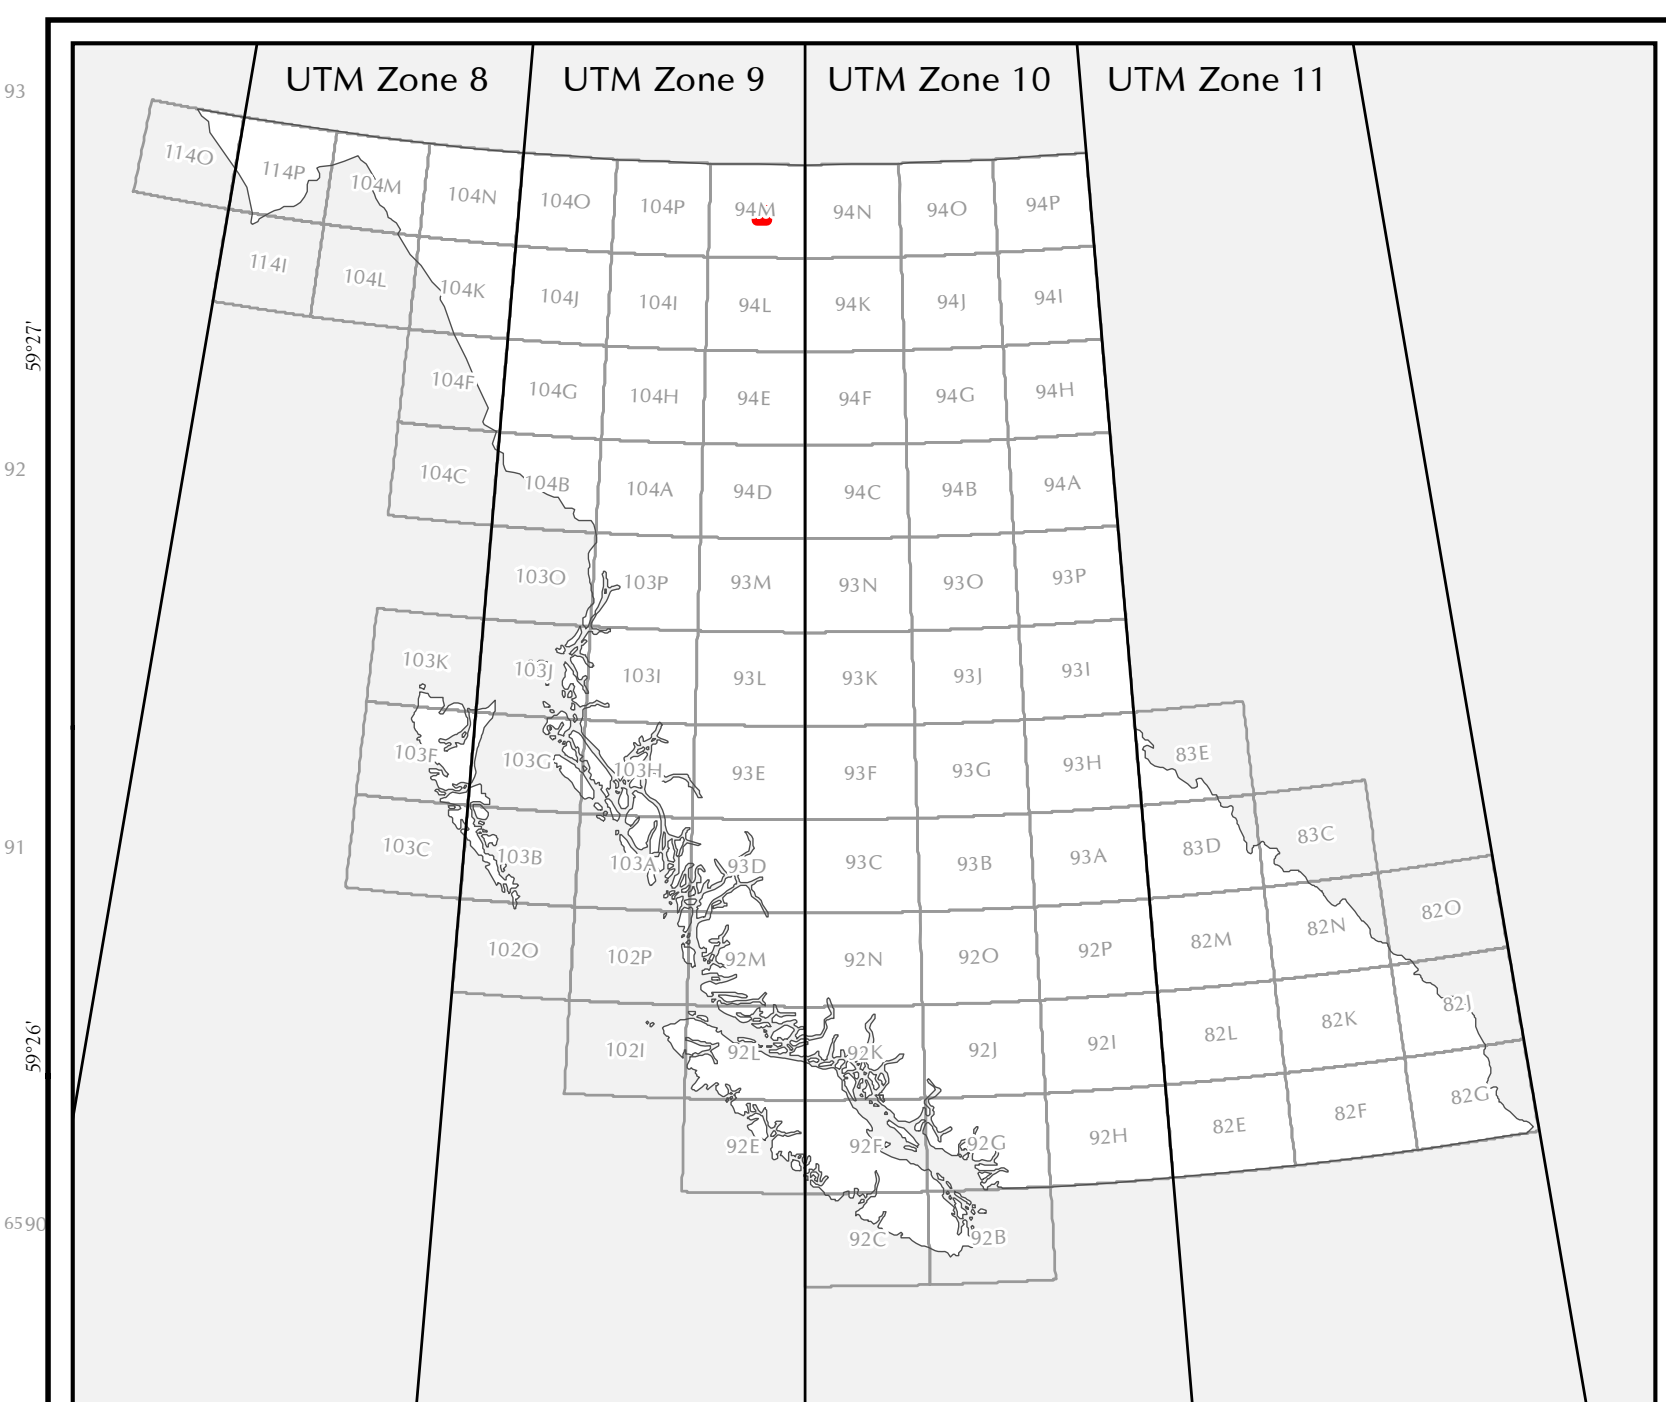 UTM Zone 8 UTM Zone 9 UTM Zone 10 UTM Zone 11
93
114O 114P 104M 104N 104O 104P 94M 94N 94O 94P
114I 104L 104K 104J 104I 94L 94K 94J 94I
59°27'
104F 104G 104H 94E 94F 94G 94H
92
104C 104B 104A 94D 94C 94B 94A
103O 103P 93M 93N 93O 93P
103K 103J 103I 93L 93K 93J 93I
103F 103G 103H 93E 93F 93G 93H 83E
91
103C 103B 103A 93D 93C 93B 93A 83D 83C
102O 102P 92M 92N 92O 92P 82M 82N 82O
59°26'
102I 92L 92K 92J 92I 82L 82K 82J
92E 92F 92G 92H 82E 82F 82G
6590
92C 92B